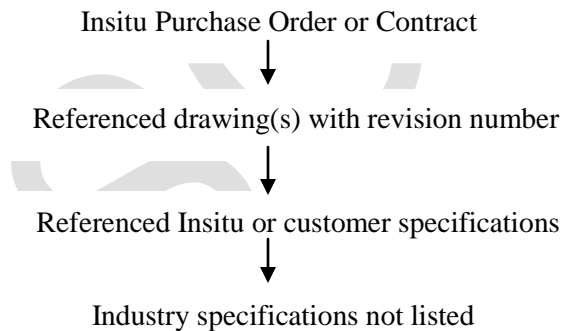 Insitu Purchase Order or Contract
Referenced drawing(s) with revision number
Referenced Insitu or customer specifications
Industry specifications not listed